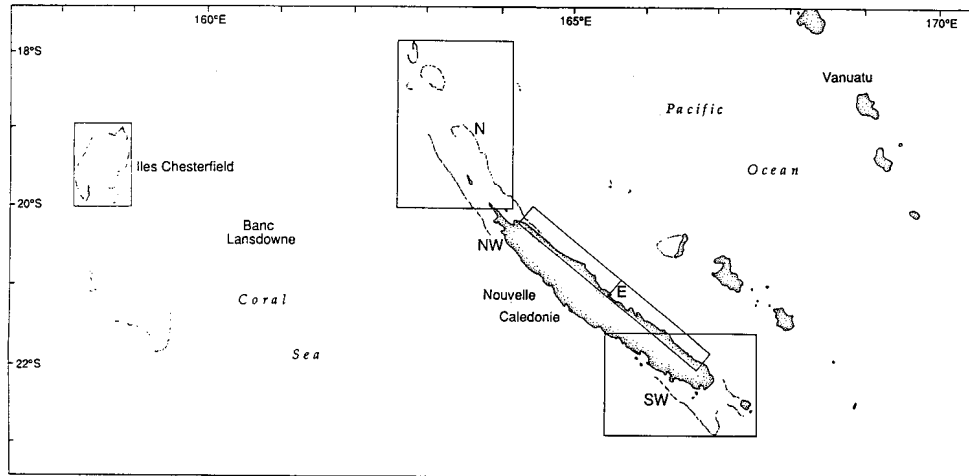 160°E
165°E
170°E
18°S
Vanuatu
Pacific
N
Iles Chesterfield
Ocean
20°S
Banc
Lansdowne
NW
Coral
Nouvelle
Caledonie
E
Sea
22°S
SW